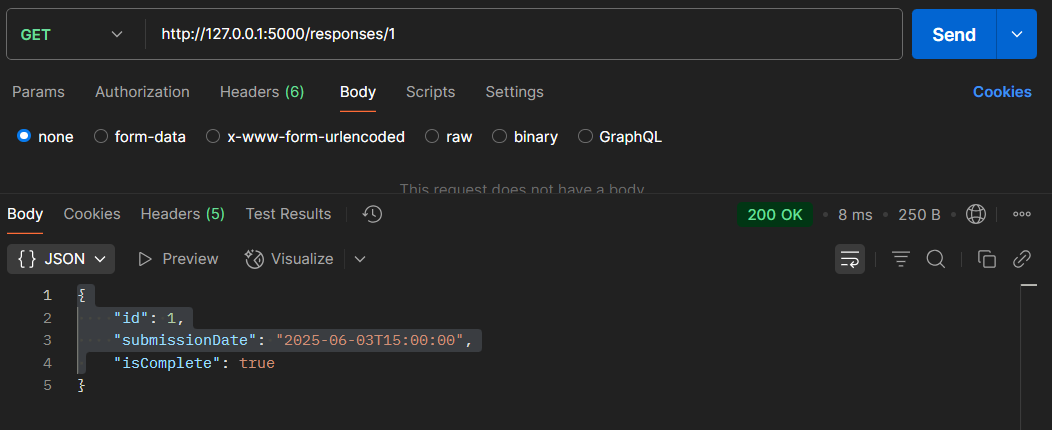 GET http://127.0.0.1:5000/responses/1 Send
Params Authorization Headers (6) Body Scripts Settings Cookies
none form-data x-www-form-urlencoded raw binary GraphQL
This request does not have a body
Body Cookies Headers (5) Test Results 200 OK • 8 ms • 250 B •
{} JSON Preview Visualize
1 {
2 "id": 1,
3 "submissionDate": "2025-06-03T15:00:00",
4 "isComplete": true
5 }